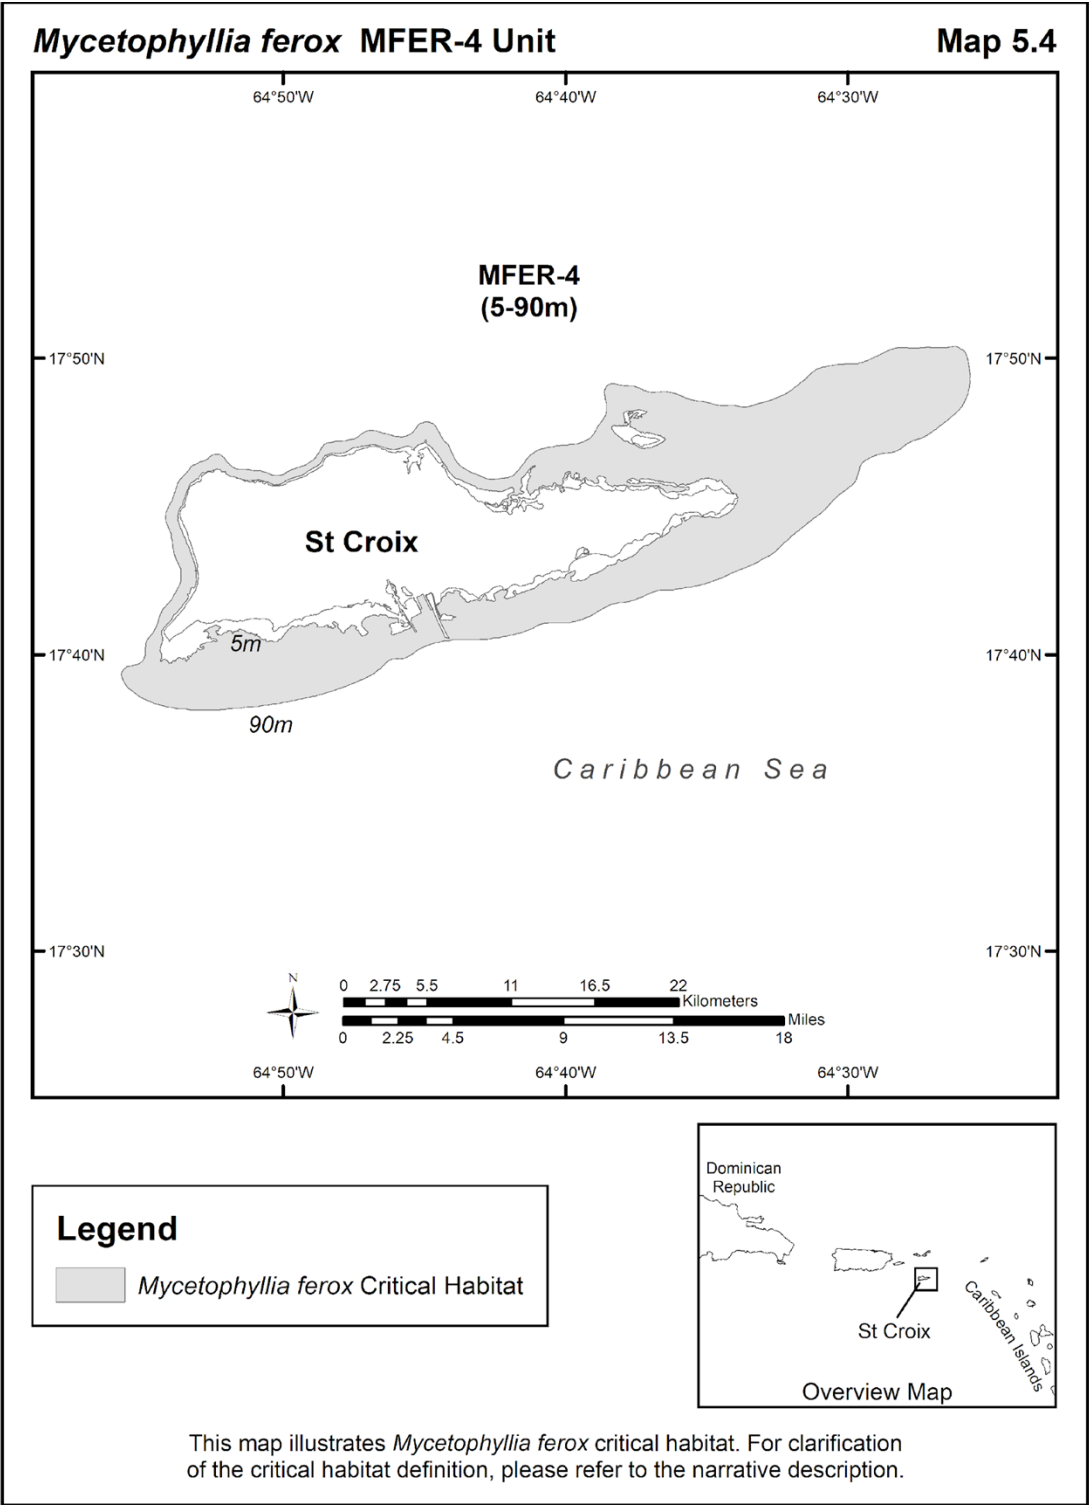 Mycetophyllia ferox MFER-4 Unit
Map 5.4
64°50'W
64°40'W
64°30'W
MFER-4
(5-90m)
17°50'N
17°50'N
St Croix
5m
17°40'N
17°40'N
90m
Caribbean Sea
17°30'N
17°30'N
N
0 2.75 5.5 11 16.5 22
Kilometers
Miles
0 2.25 4.5 9 13.5 18
64°50'W
64°40'W
64°30'W
Legend
Mycetophyllia ferox Critical Habitat
Dominican
Republic
Caribbean Islands
St Croix
Overview Map
This map illustrates Mycetophyllia ferox critical habitat. For clarification
of the critical habitat definition, please refer to the narrative description.